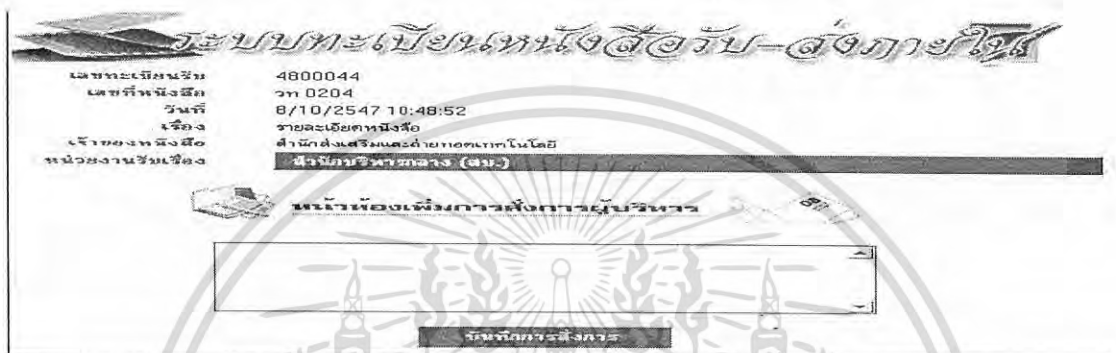 ระบบทะเบียนหนังสือรับ-ส่งภายใน
เลขทะเบียนรับ 4800044
เลขที่หนังสือ วท 0204
วันที่ 8/10/2547 10:48:52
เรื่อง รายละเอียดหนังสือ
เจ้าของหนังสือ สำนักส่งเสริมและถ่ายทอดเทคโนโลยี
หน่วยงานรับเรื่อง สำนักบริหารกลาง (สบ.)
หน้าห้องเพิ่มการสั่งการผู้บริหาร
บันทึกการสั่งการ